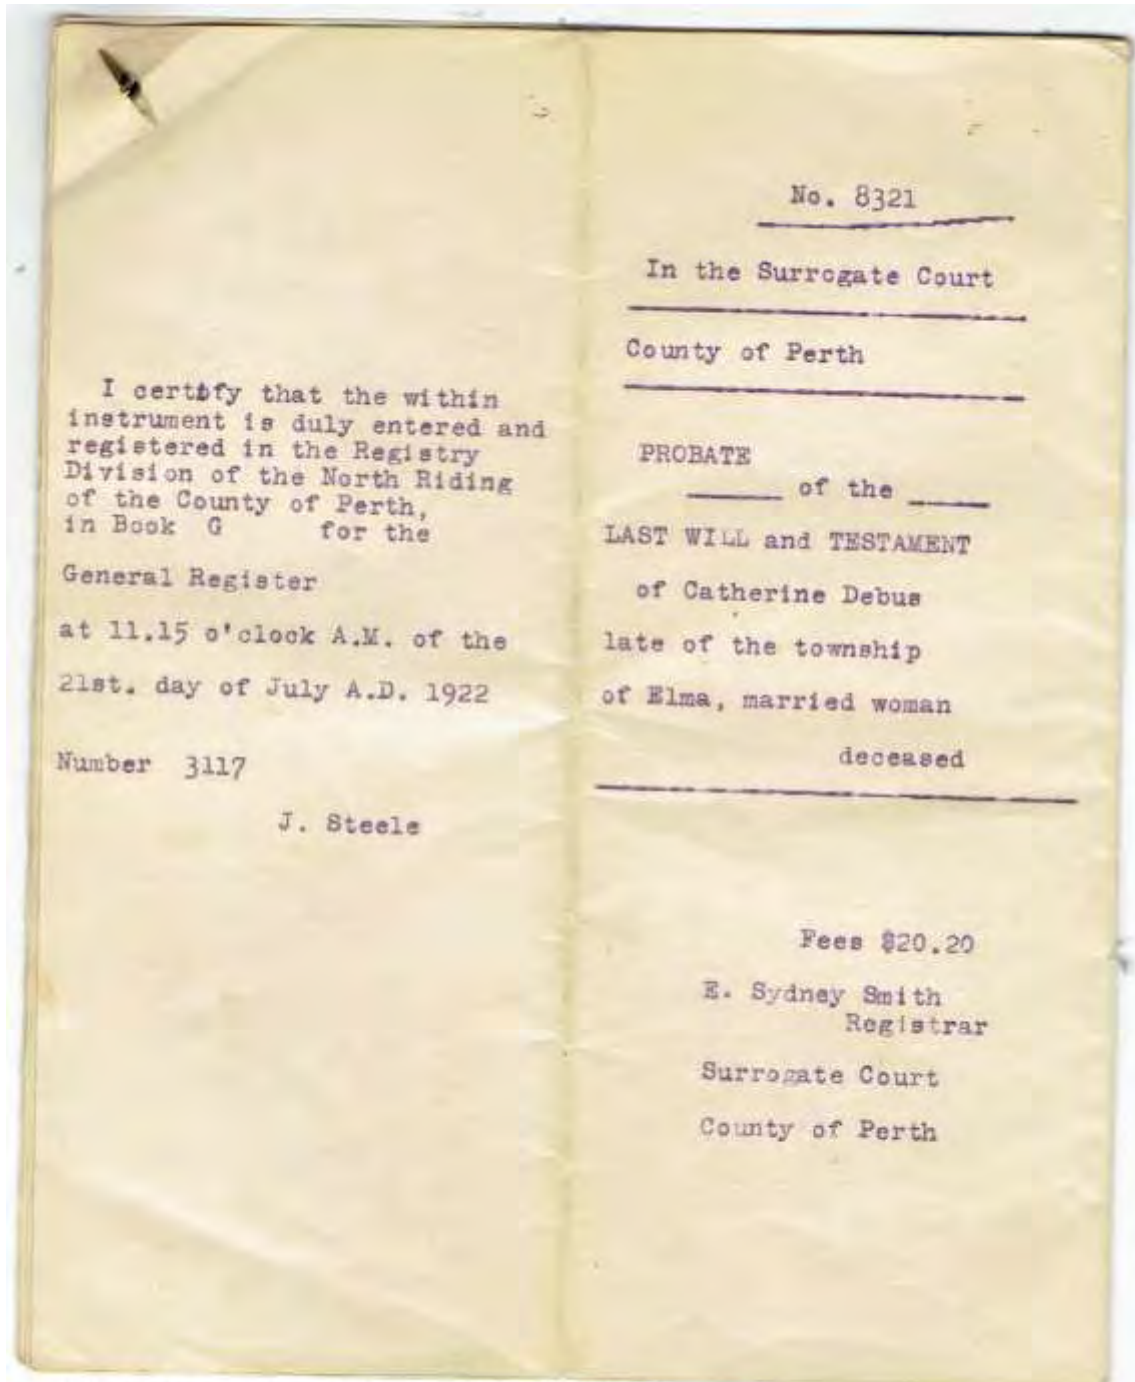 I certify that the within
instrument is duly entered and
registered in the Registry
Division of the North Riding
of the County of Perth,
in Book G for the
General Register
at 11.15 o'clock A.M. of the
21st. day of July A.D. 1922
Number 3117
J. Steele
No. 8321
In the Surrogate Court
County of Perth
PROBATE
of the
LAST WILL and TESTAMENT
of Catherine Debus
late of the township
of Elma, married woman
deceased
Fees $20.20
E. Sydney Smith
Registrar
Surrogate Court
County of Perth